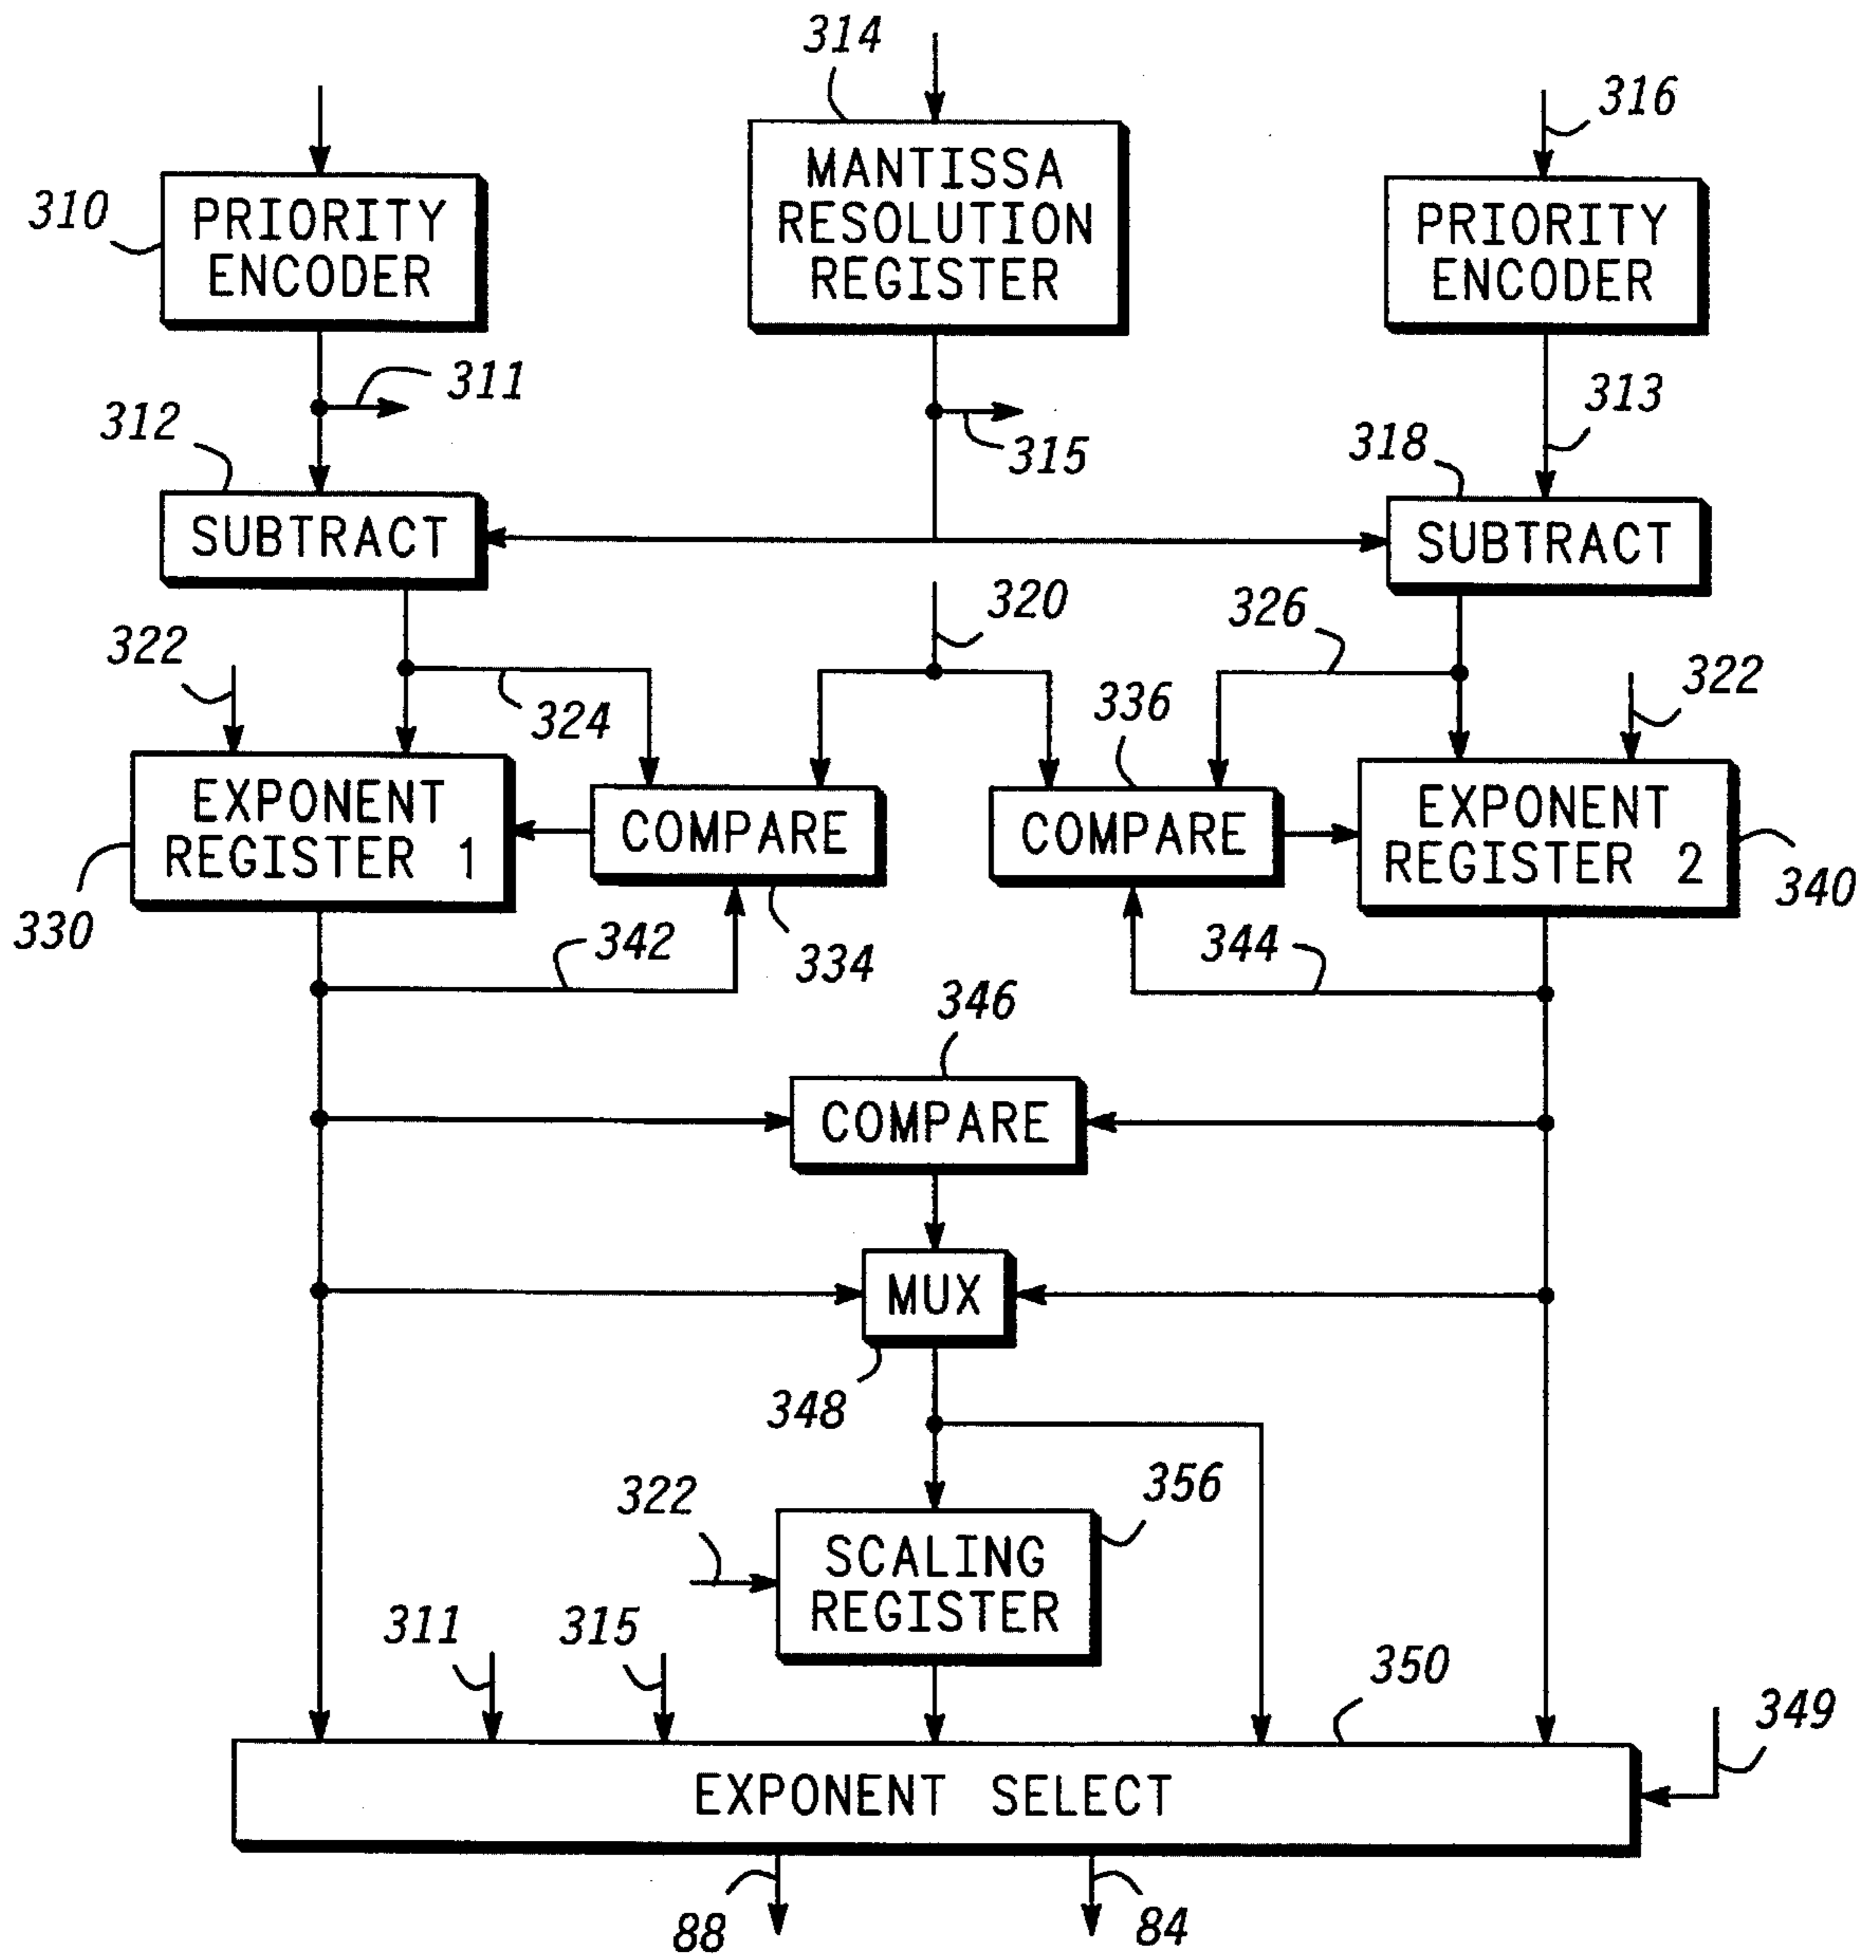 314
316
310
PRIORITY
ENCODER
MANTISSA
RESOLUTION
REGISTER
PRIORITY
ENCODER
311
312
315
313
318
SUBTRACT
SUBTRACT
320
326
322
324
336
322
EXPONENT
REGISTER 1
COMPARE
COMPARE
EXPONENT
REGISTER 2
330
340
342
334
344
346
COMPARE
MUX
348
322
356
SCALING
REGISTER
311
315
350
349
EXPONENT SELECT
88
84